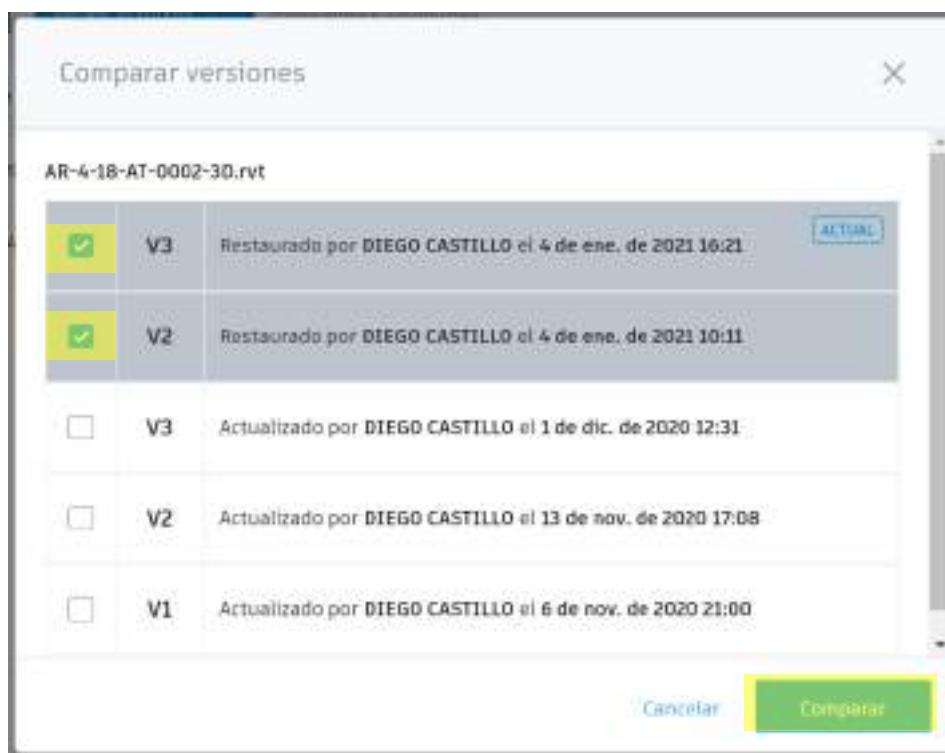 Comparar versiones
AR-4-18-AT-0002-3D.rvt
V3 Restaurado por DIEGO CASTILLO el 4 de ene. de 2021 16:21 ACTUAL
V2 Restaurado por DIEGO CASTILLO el 4 de ene. de 2021 10:11
V3 Actualizado por DIEGO CASTILLO el 1 de dic. de 2020 12:31
V2 Actualizado por DIEGO CASTILLO el 13 de nov. de 2020 17:08
V1 Actualizado por DIEGO CASTILLO el 6 de nov. de 2020 21:00
Cancelar Comparar